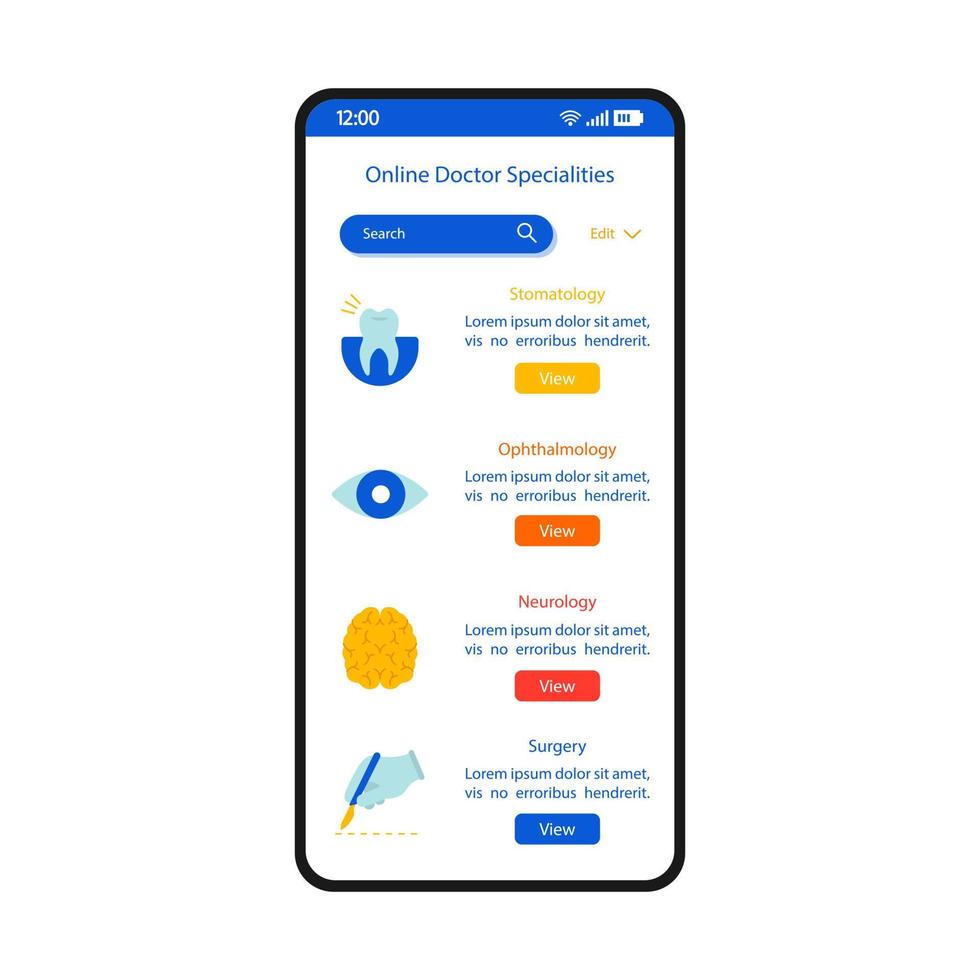 12:00
Online Doctor Specialities
Search
Edit
Stomatology
Lorem ipsum dolor sit amet,
vis no erroribus hendrerit.
View
Ophthalmology
Lorem ipsum dolor sit amet,
vis no erroribus hendrerit.
View
Neurology
Lorem ipsum dolor sit amet,
vis no erroribus hendrerit.
View
Surgery
Lorem ipsum dolor sit amet,
vis no erroribus hendrerit.
View